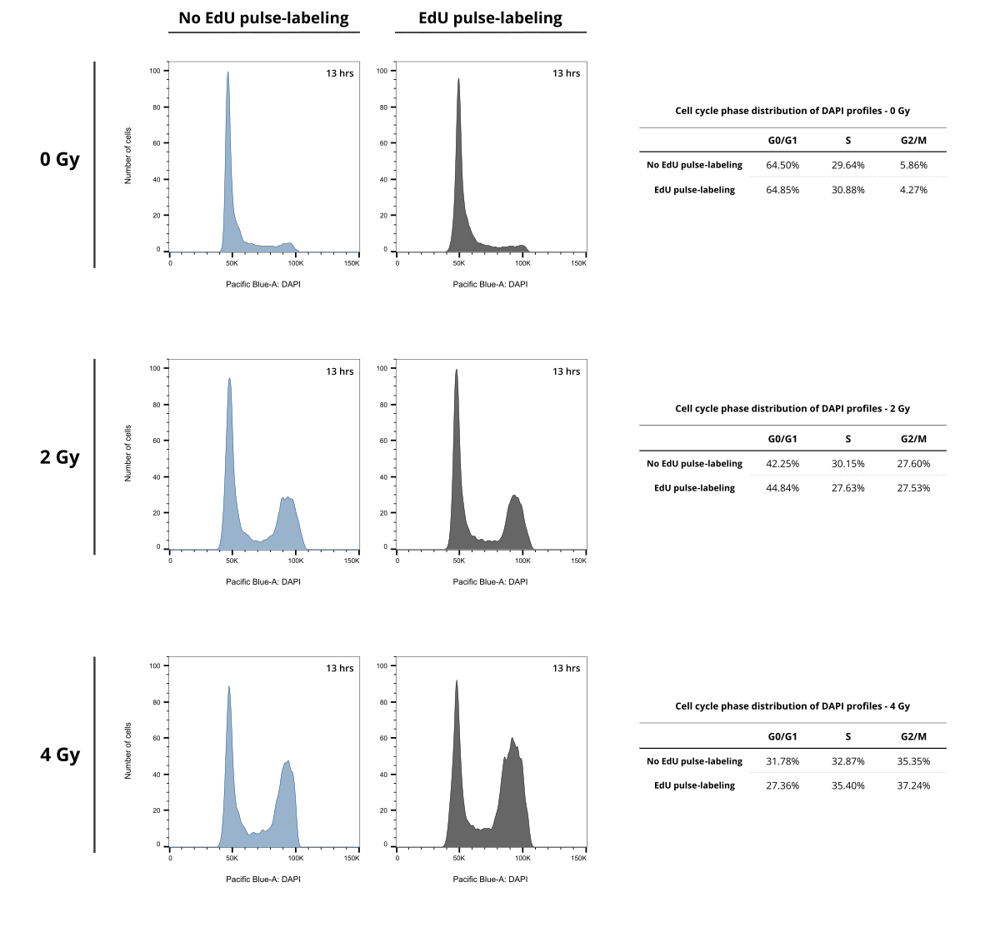 No EdU pulse-labeling EdU pulse-labeling
0 Gy
13 hrs
100
80
60
40
20
0
Number of cells
0 50K 100K 150K
Pacific Blue-A: DAPI
13 hrs
100
80
60
40
20
0
0 50K 100K 150K
Pacific Blue-A: DAPI
Cell cycle phase distribution of DAPI profiles - 0 Gy
G0/G1 S G2/M
No EdU pulse-labeling 64.50% 29.64% 5.86%
EdU pulse-labeling 64.85% 30.88% 4.27%
2 Gy
13 hrs
100
80
60
40
20
0
Number of cells
0 50K 100K 150K
Pacific Blue-A: DAPI
13 hrs
100
80
60
40
20
0
0 50K 100K 150K
Pacific Blue-A: DAPI
Cell cycle phase distribution of DAPI profiles - 2 Gy
G0/G1 S G2/M
No EdU pulse-labeling 42.25% 30.15% 27.60%
EdU pulse-labeling 44.84% 27.63% 27.53%
4 Gy
13 hrs
100
80
60
40
20
0
Number of cells
0 50K 100K 150K
Pacific Blue-A: DAPI
13 hrs
100
80
60
40
20
0
0 50K 100K 150K
Pacific Blue-A: DAPI
Cell cycle phase distribution of DAPI profiles - 4 Gy
G0/G1 S G2/M
No EdU pulse-labeling 31.78% 32.87% 35.35%
EdU pulse-labeling 27.36% 35.40% 37.24%